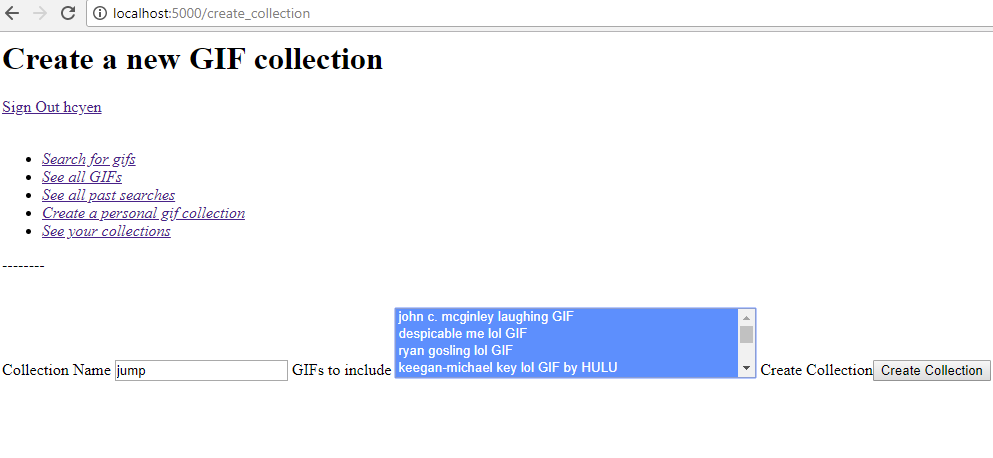 localhost:5000/create_collection
Create a new GIF collection
Sign Out hcyen
Search for gifs
See all GIFs
See all past searches
Create a personal gif collection
See your collections
--------
john c. mcginley laughing GIF
despicable me lol GIF
ryan gosling lol GIF
keegan-michael key lol GIF by HULU
Collection Name jump GIFs to include Create Collection Create Collection